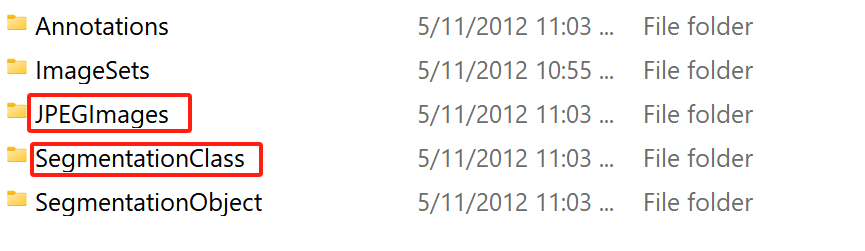 Annotations 5/11/2012 11:03 ... File folder
ImageSets 5/11/2012 10:55 ... File folder
JPEGImages 5/11/2012 11:03 ... File folder
SegmentationClass 5/11/2012 11:03 ... File folder
SegmentationObject 5/11/2012 11:03 ... File folder